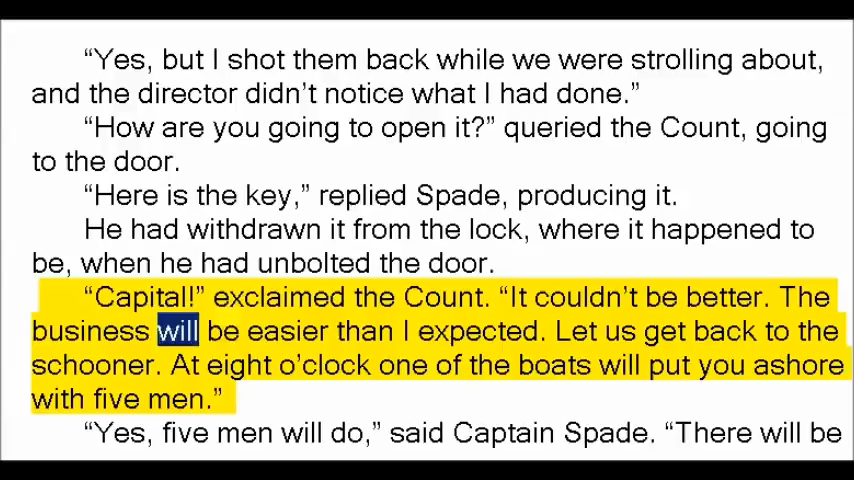 “Yes, but I shot them back while we were strolling about,
and the director didn’t notice what I had done.”
“How are you going to open it?” queried the Count, going
to the door.
“Here is the key,” replied Spade, producing it.
He had withdrawn it from the lock, where it happened to
be, when he had unbolted the door.
“Capital!” exclaimed the Count. “It couldn’t be better. The
business will be easier than I expected. Let us get back to the
schooner. At eight o’clock one of the boats will put you ashore
with five men.”
“Yes, five men will do,” said Captain Spade. “There will be